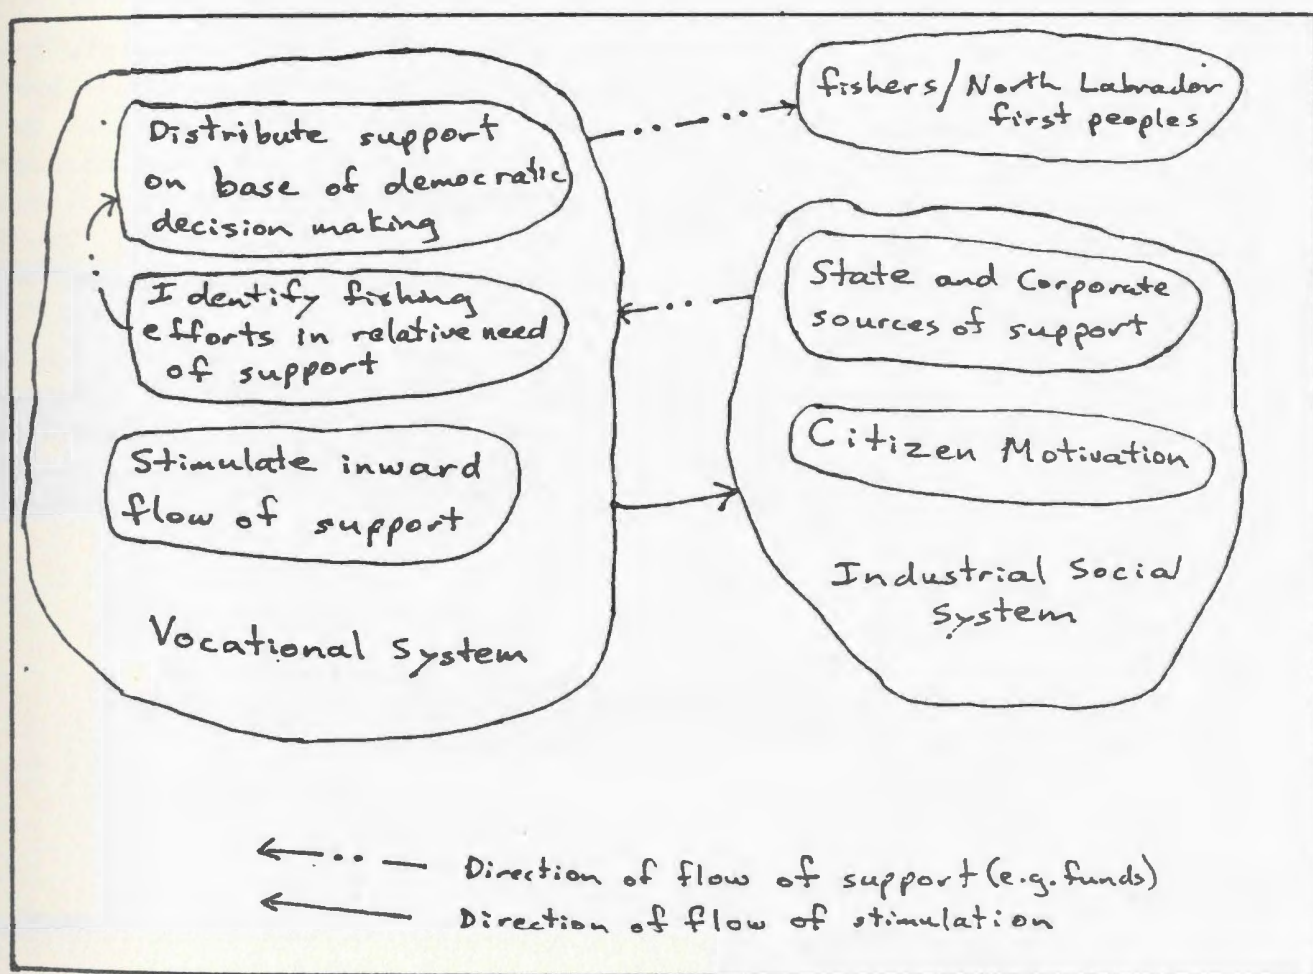 Distribute support
on base of democratic
decision making
Identify fishing
efforts in relative need
of support
Stimulate inward
flow of support
Vocational System
fishers/North Labrador
first peoples
State and Corporate
sources of support
Citizen Motivation
Industrial Social
System
Direction of flow of support (e.g. funds)
Direction of flow of stimulation